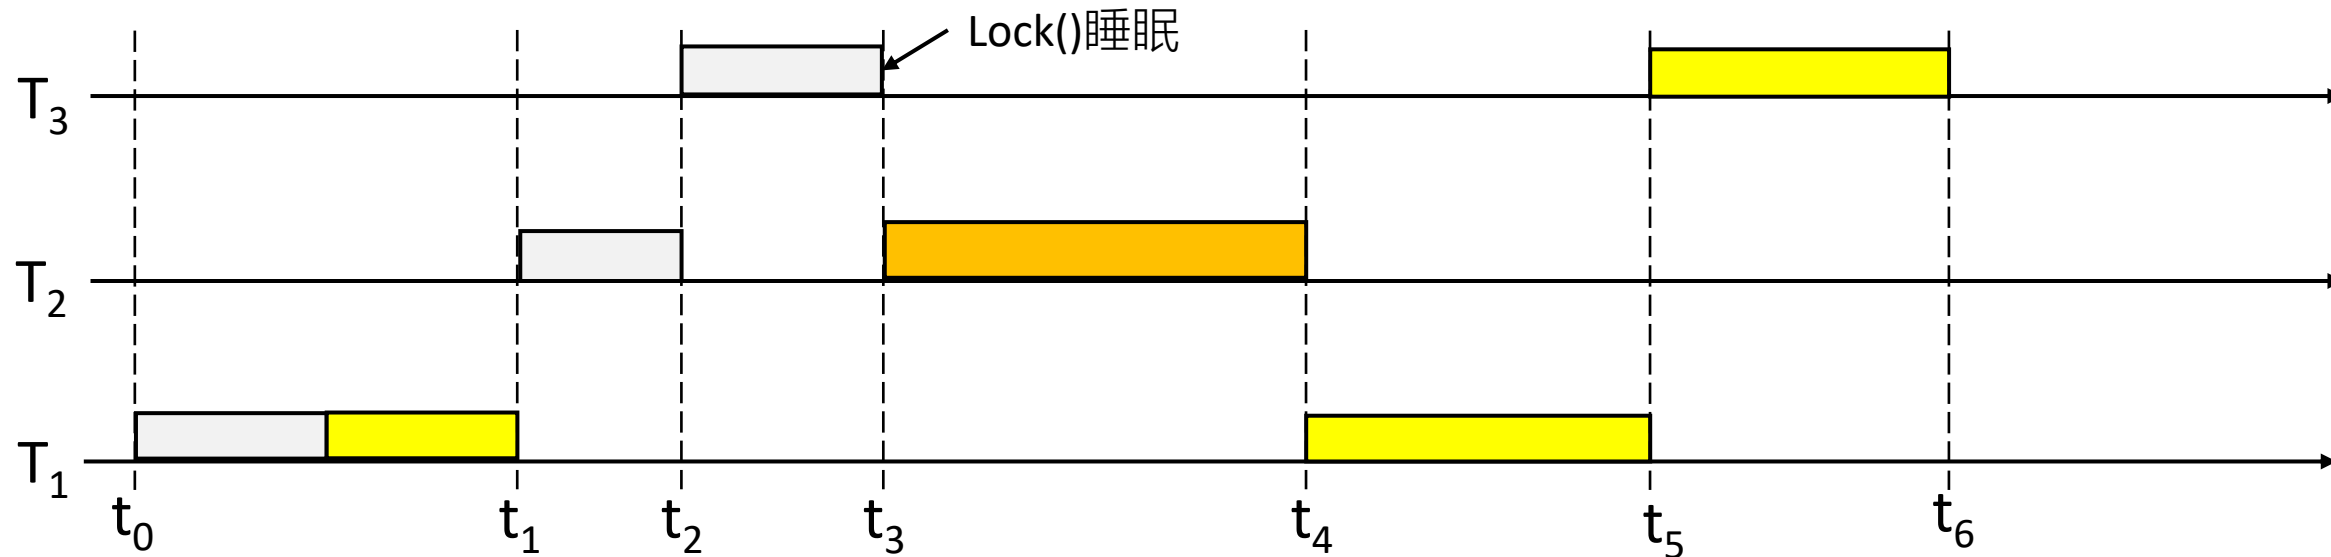 Lock()睡眠
T₃
T₂
T₁
t₀ t₁ t₂ t₃ t₄ t₅ t₆